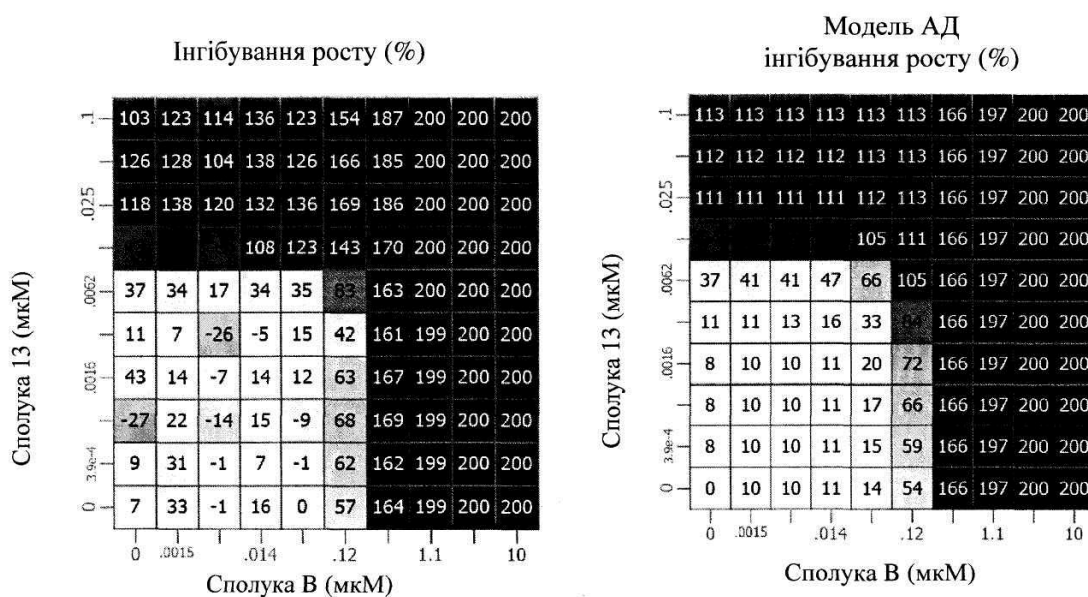 Інгібування росту (%)
.1
103 123 114 136 123 154 187 200 200 200
126 128 104 138 126 166 185 200 200 200
.025
118 138 120 132 136 169 186 200 200 200
108 123 143 170 200 200 200
.0062
37 34 17 34 35 83 163 200 200 200
11 7 -26 -5 15 42 161 199 200 200
.0016
43 14 -7 14 12 63 167 199 200 200
-27 22 -14 15 -9 68 169 199 200 200
3.9e-4
9 31 -1 7 -1 62 162 199 200 200
0
7 33 -1 16 0 57 164 199 200 200
0 .0015 .014 .12 1.1 10
Сполука 13 (мкМ)
Сполука В (мкМ)
Модель АД
інгібування росту (%)
.1
113 113 113 113 113 113 166 197 200 200
112 112 112 112 113 113 166 197 200 200
.025
111 111 111 111 112 113 166 197 200 200
105 111 166 197 200 200
.0062
37 41 41 47 66 105 166 197 200 200
11 11 13 16 33 84 166 197 200 200
.0016
8 10 10 11 20 72 166 197 200 200
8 10 10 11 17 66 166 197 200 200
3.9e-4
8 10 10 11 15 59 166 197 200 200
0
0 10 10 11 14 54 166 197 200 200
0 .0015 .014 .12 1.1 10
Сполука 13 (мкМ)
Сполука В (мкМ)